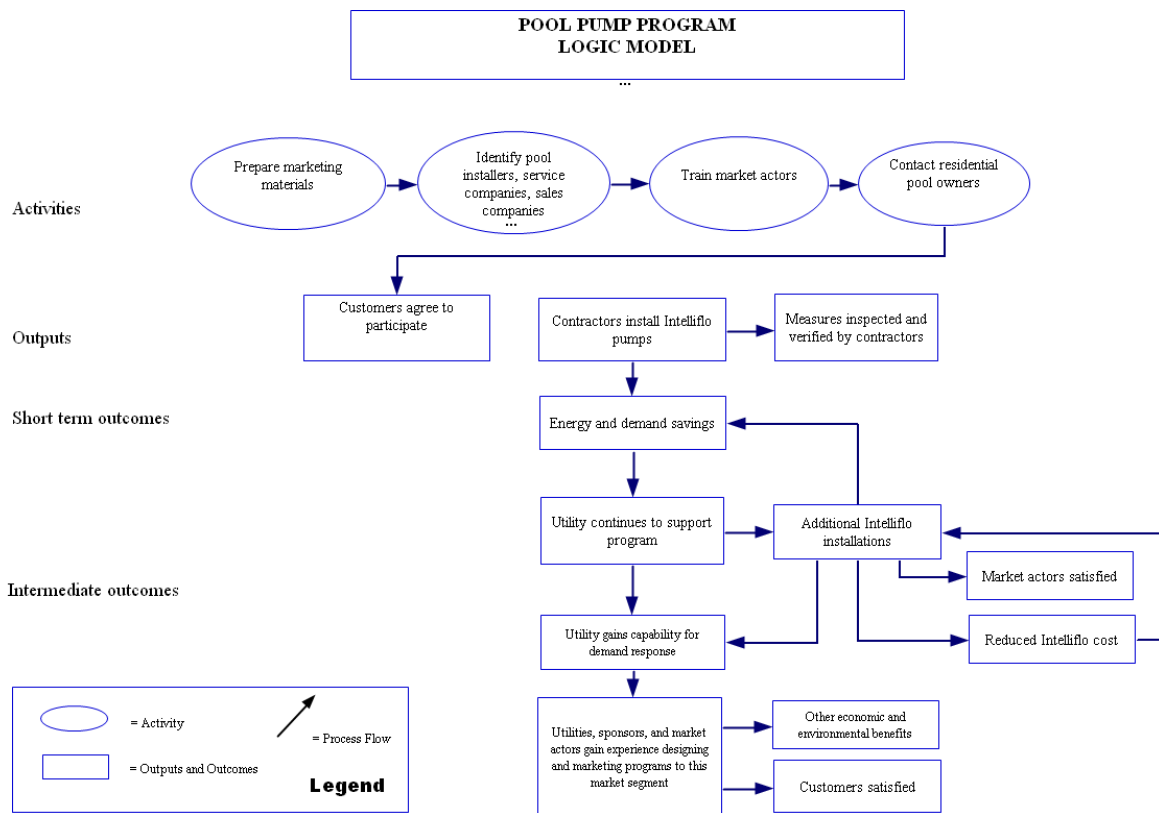 POOL PUMP PROGRAM
LOGIC MODEL
...
Prepare marketing
materials
Identify pool
installers, service
companies, sales
companies
...
Train market actors
Contact residential
pool owners
Activities
Customers agree to
participate
Contractors install Intelliflo
pumps
Measures inspected and
verified by contractors
Outputs
Short term outcomes
Energy and demand savings
Utility continues to support
program
Additional Intelliflo
installations
Market actors satisfied
Intermediate outcomes
Utility gains capability for
demand response
Reduced Intelliflo cost
Utilities, sponsors, and market
actors gain experience designing
and marketing programs to this
market segment
Other economic and
environmental benefits
Customers satisfied
= Activity
= Process Flow
= Outputs and Outcomes
Legend